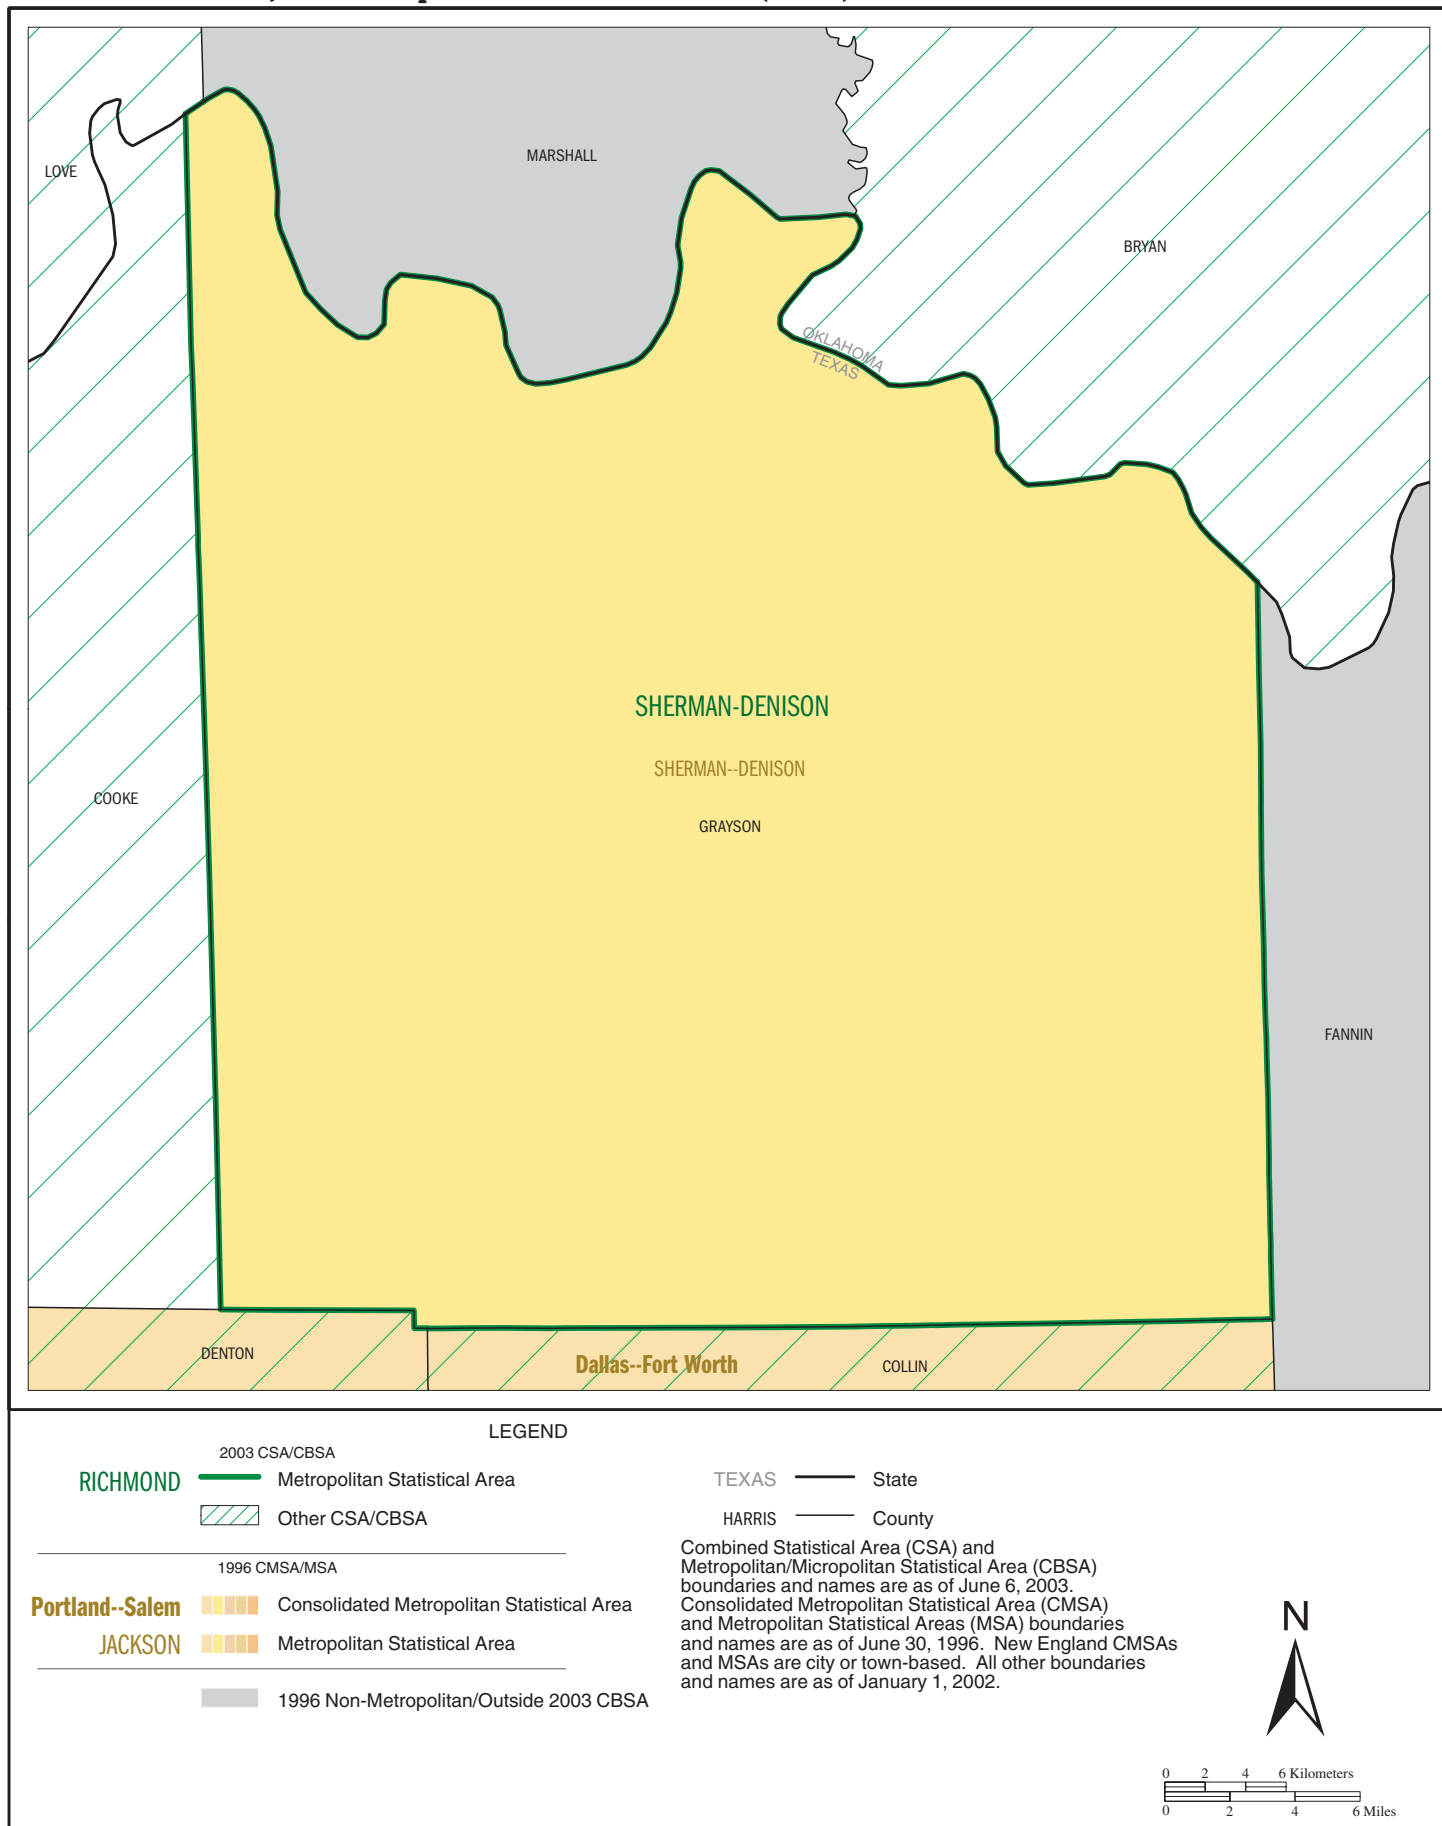 MARSHALL
LOVE
BRYAN
OKLAHOMA
TEXAS
SHERMAN-DENISON
SHERMAN--DENISON
COOKE
GRAYSON
FANNIN
DENTON
Dallas--Fort Worth
COLLIN
LEGEND
2003 CSA/CBSA
RICHMOND Metropolitan Statistical Area
Other CSA/CBSA
1996 CMSA/MSA
Portland--Salem Consolidated Metropolitan Statistical Area
JACKSON Metropolitan Statistical Area
1996 Non-Metropolitan/Outside 2003 CBSA
TEXAS State
HARRIS County
Combined Statistical Area (CSA) and
Metropolitan/Micropolitan Statistical Area (CBSA)
boundaries and names are as of June 6, 2003.
Consolidated Metropolitan Statistical Area (CMSA)
and Metropolitan Statistical Areas (MSA) boundaries
and names are as of June 30, 1996. New England CMSAs
and MSAs are city or town-based. All other boundaries
and names are as of January 1, 2002.
N
0 2 4 6 Kilometers
0 2 4 6 Miles